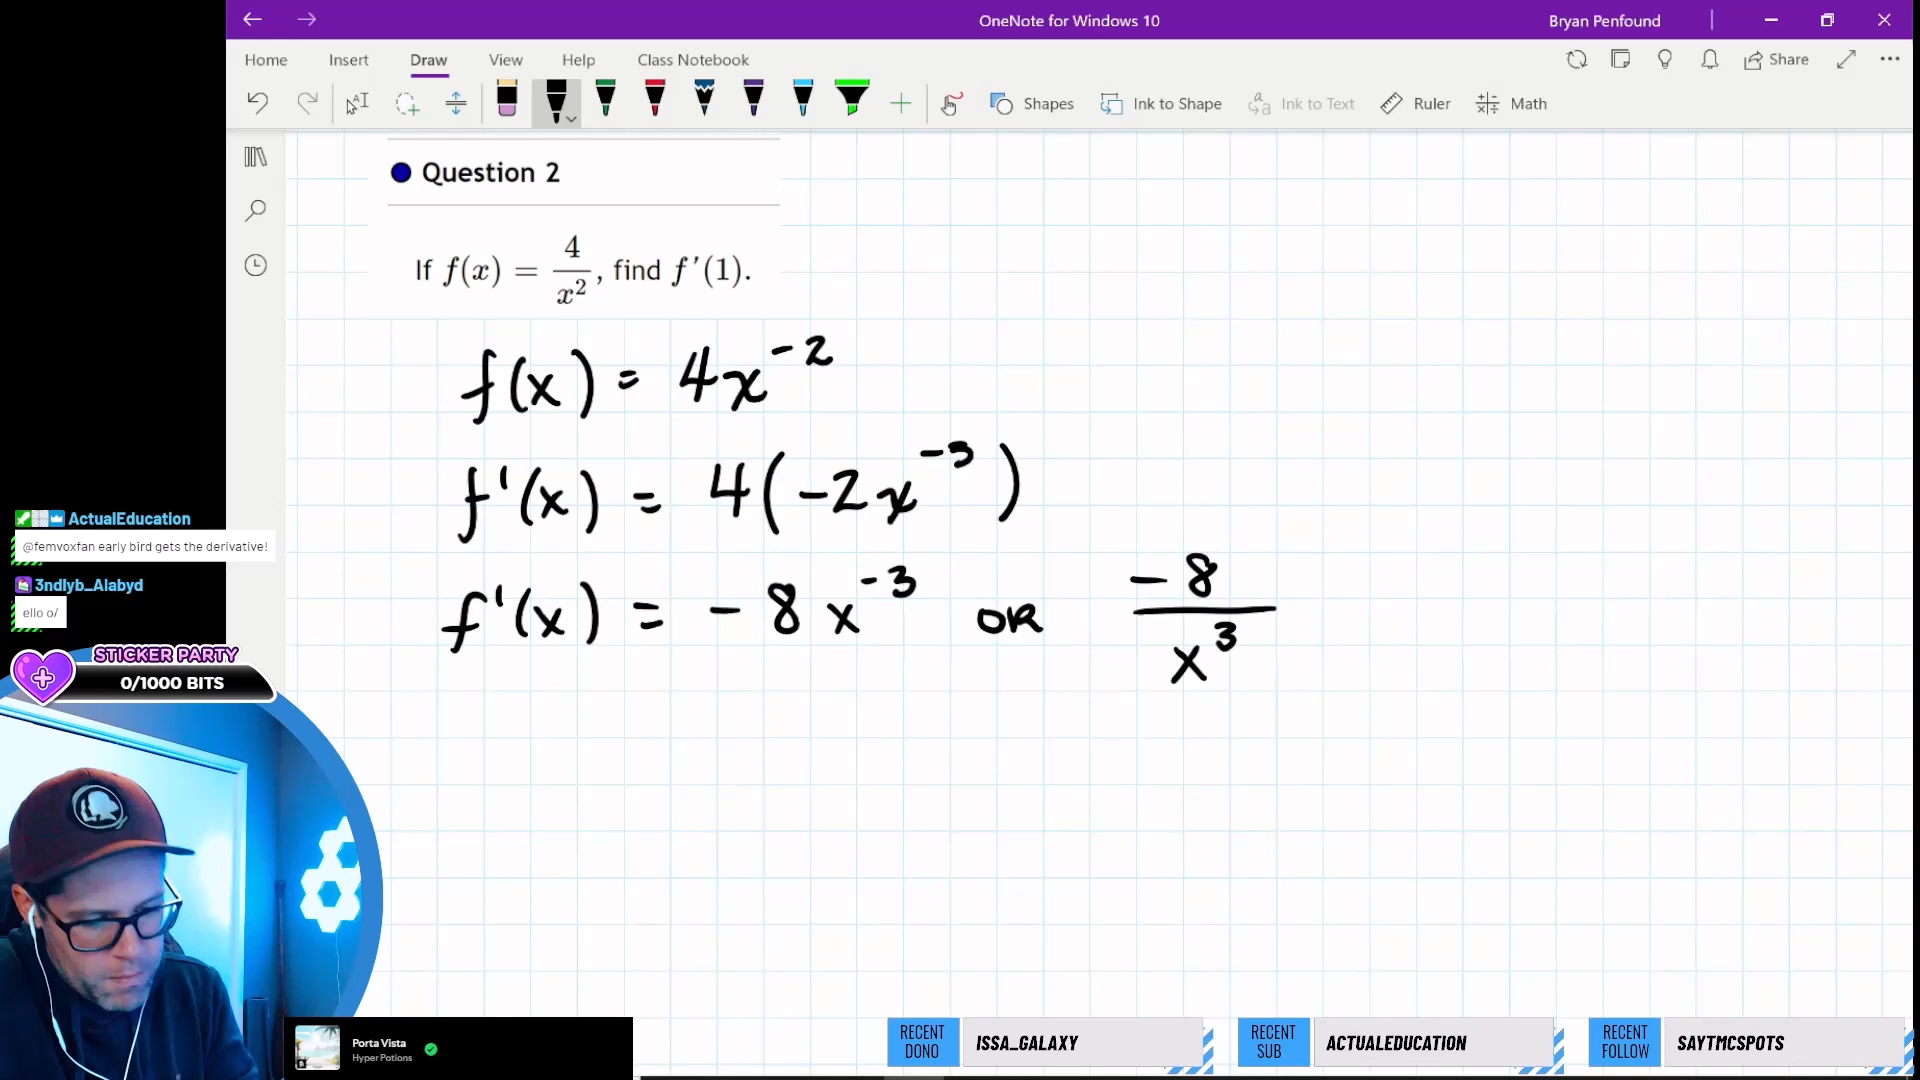 OneNote for Windows 10
Bryan Penfound
Home Insert Draw View Help Class Notebook
Share
Shapes Ink to Shape Ink to Text Ruler Math
Question 2
If f(x) = 4/x², find f′(1).
f(x) = 4x⁻²
f'(x) = 4(-2x⁻³)
f'(x) = -8x⁻³ OR -8/x³
ActualEducation
@femvoxfan early bird gets the derivative!
3ndlyb_Alabyd
ello o/
STICKER PARTY
0/1000 BITS
Porta Vista
Hyper Potions
RECENT DONO ISSA_GALAXY
RECENT SUB ACTUALEDUCATION
RECENT FOLLOW SAYTMCSPOTS